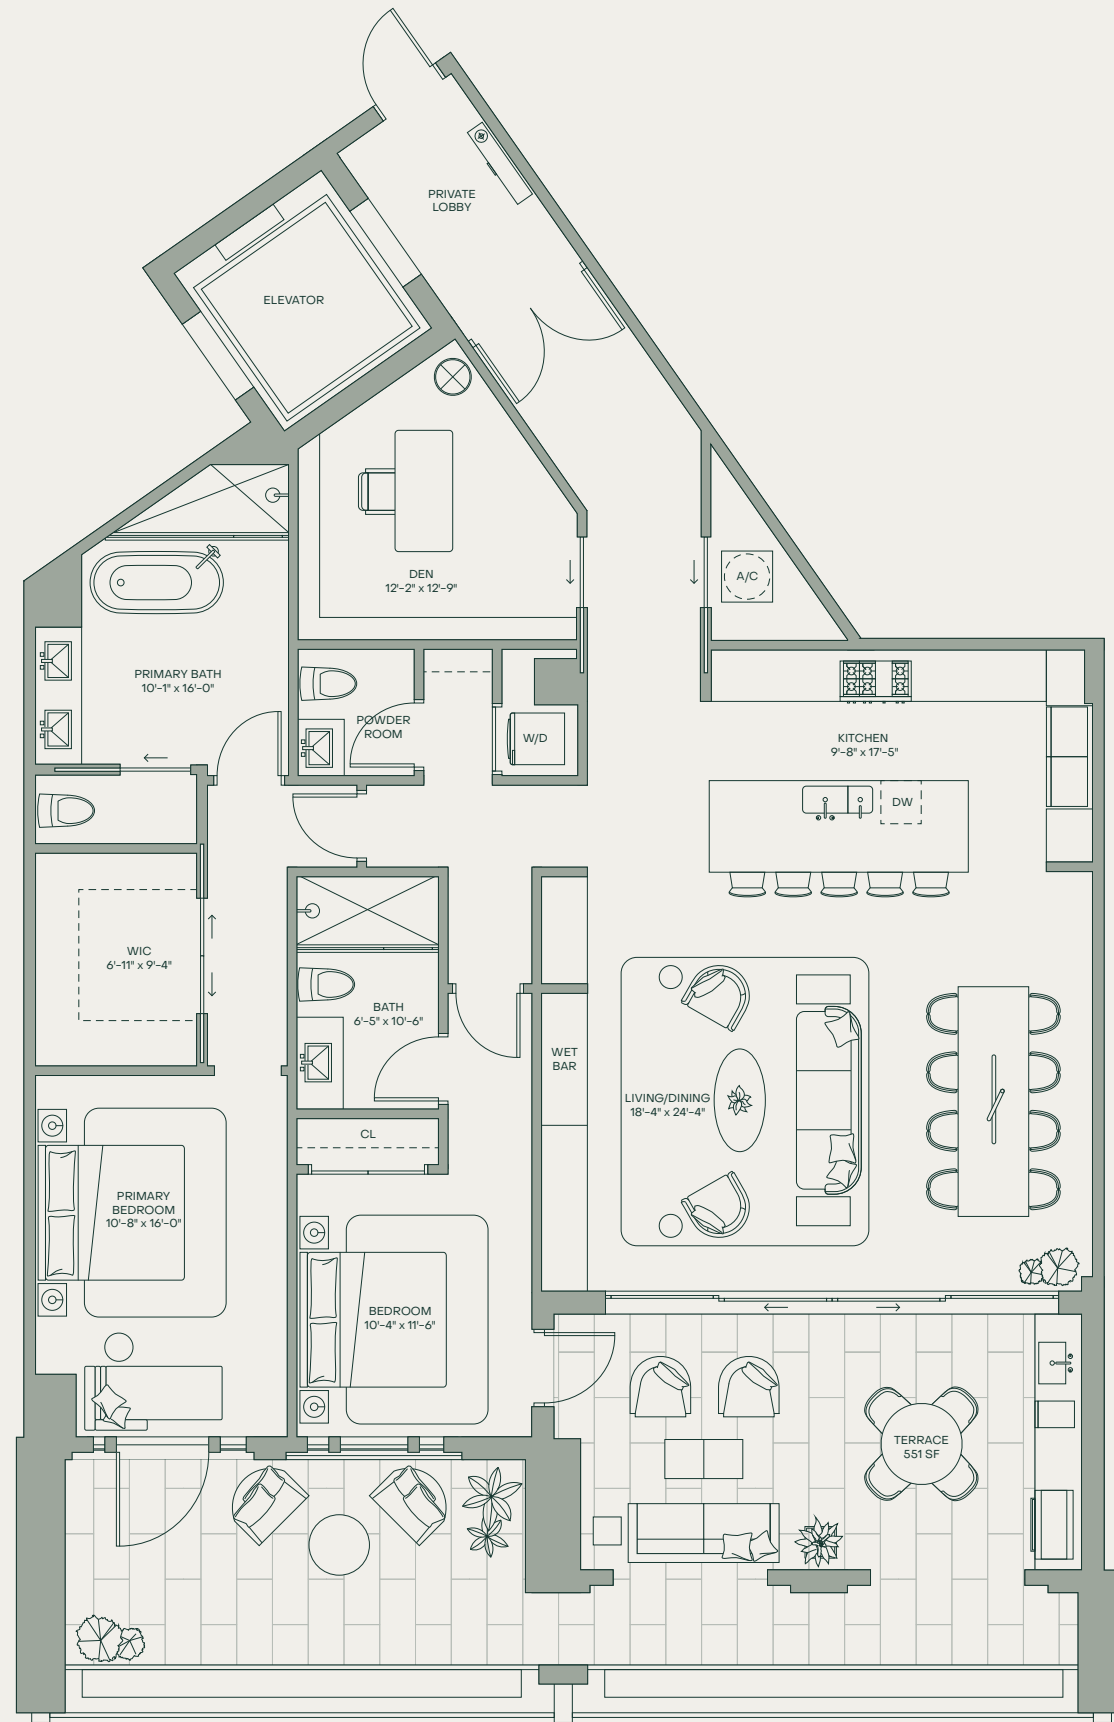 PRIVATE
LOBBY
ELEVATOR
DEN
12'-2" x 12'-9"
A/C
PRIMARY BATH
10'-1" x 16'-0"
POWDER
ROOM
W/D
KITCHEN
9'-8" x 17'-5"
DW
WIC
6'-11" x 9'-4"
BATH
6'-5" x 10'-6"
WET
BAR
LIVING/DINING
18'-4" x 24'-4"
CL
PRIMARY
BEDROOM
10'-8" x 16'-0"
BEDROOM
10'-4" x 11'-6"
TERRACE
551 SF